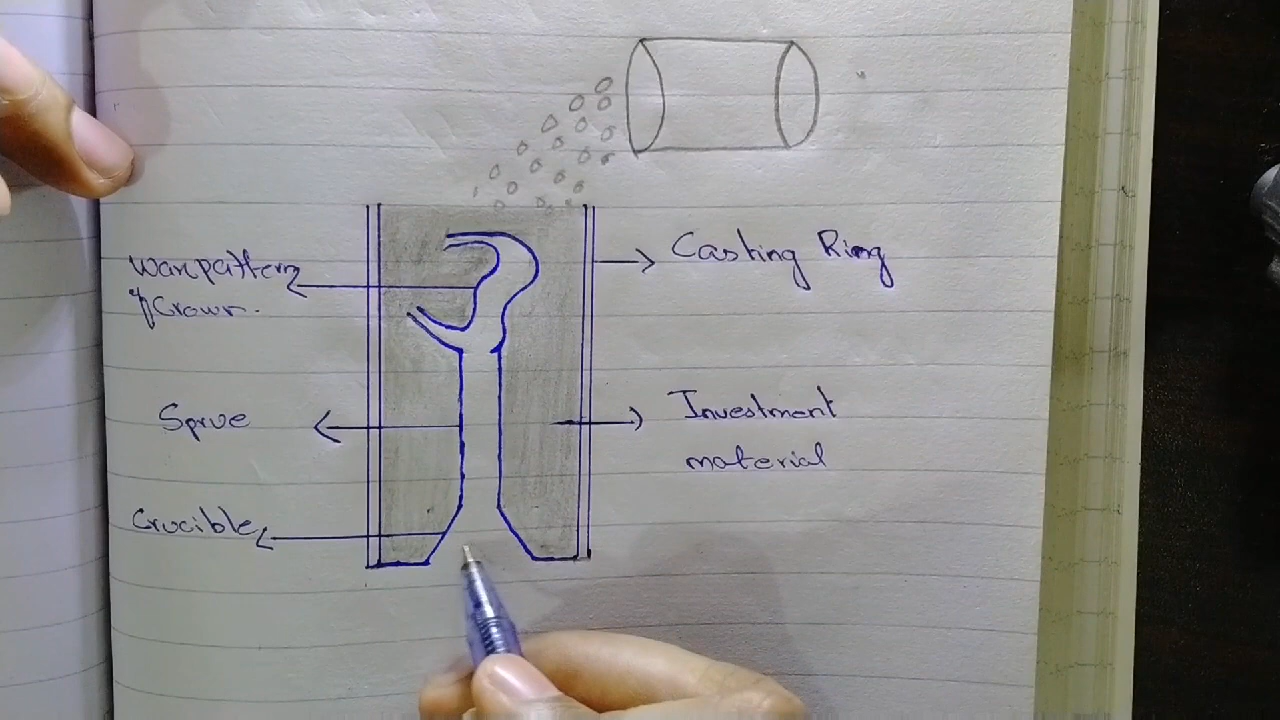 Wax pattern
of Crown.
Casting Ring
Sprue
Investment
material
Crucible